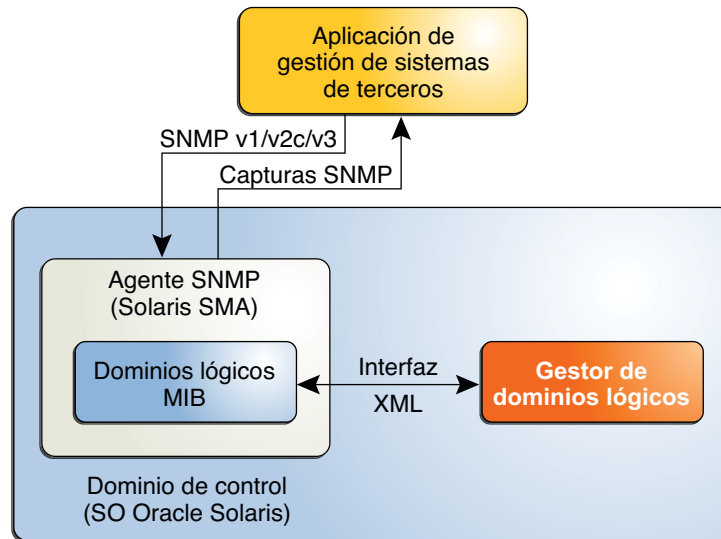 Aplicación de
gestión de sistemas
de terceros
SNMP v1/v2c/v3
Capturas SNMP
Agente SNMP
(Solaris SMA)
Dominios lógicos
MIB
Interfaz
XML
Gestor de
dominios lógicos
Dominio de control
(SO Oracle Solaris)